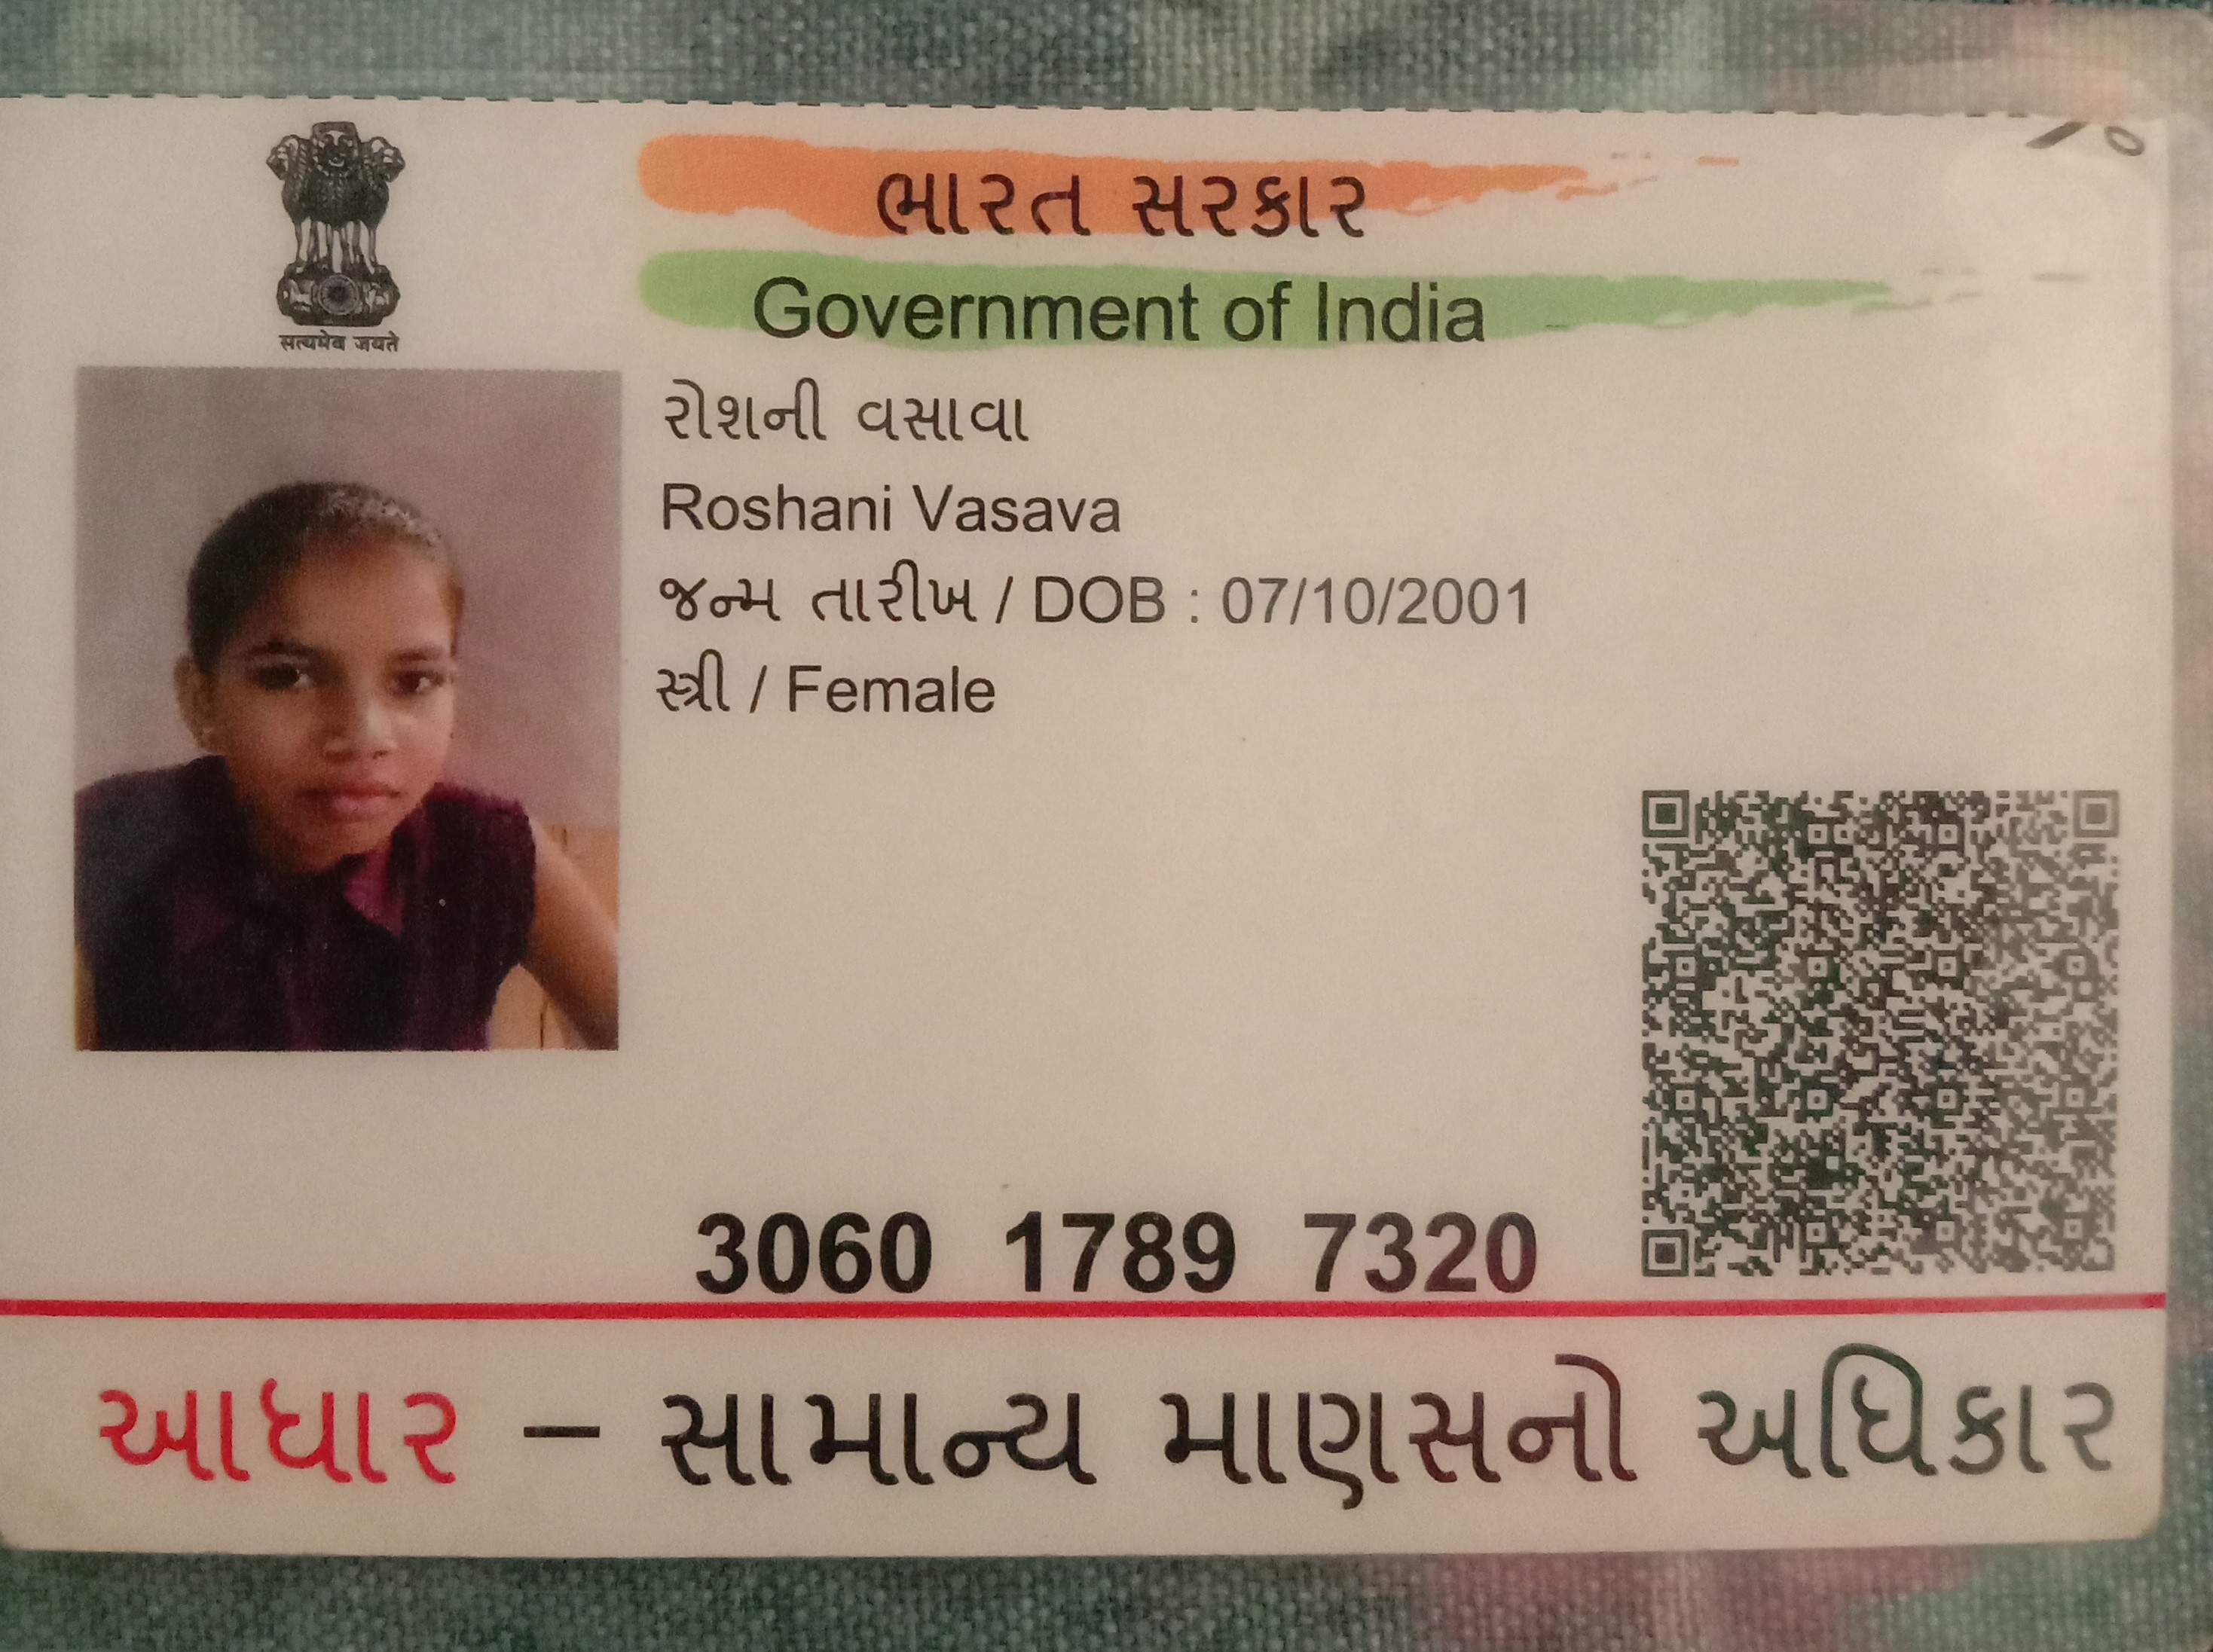 ભારત સરકાર
Government of India
सत्यमेव जयते
રોશની વસાવા
Roshani Vasava
જન્મ તારીખ / DOB : 07/10/2001
સ્ત્રી / Female
3060 1789 7320
આધાર – સામાન્ય માણસનો અધિકાર